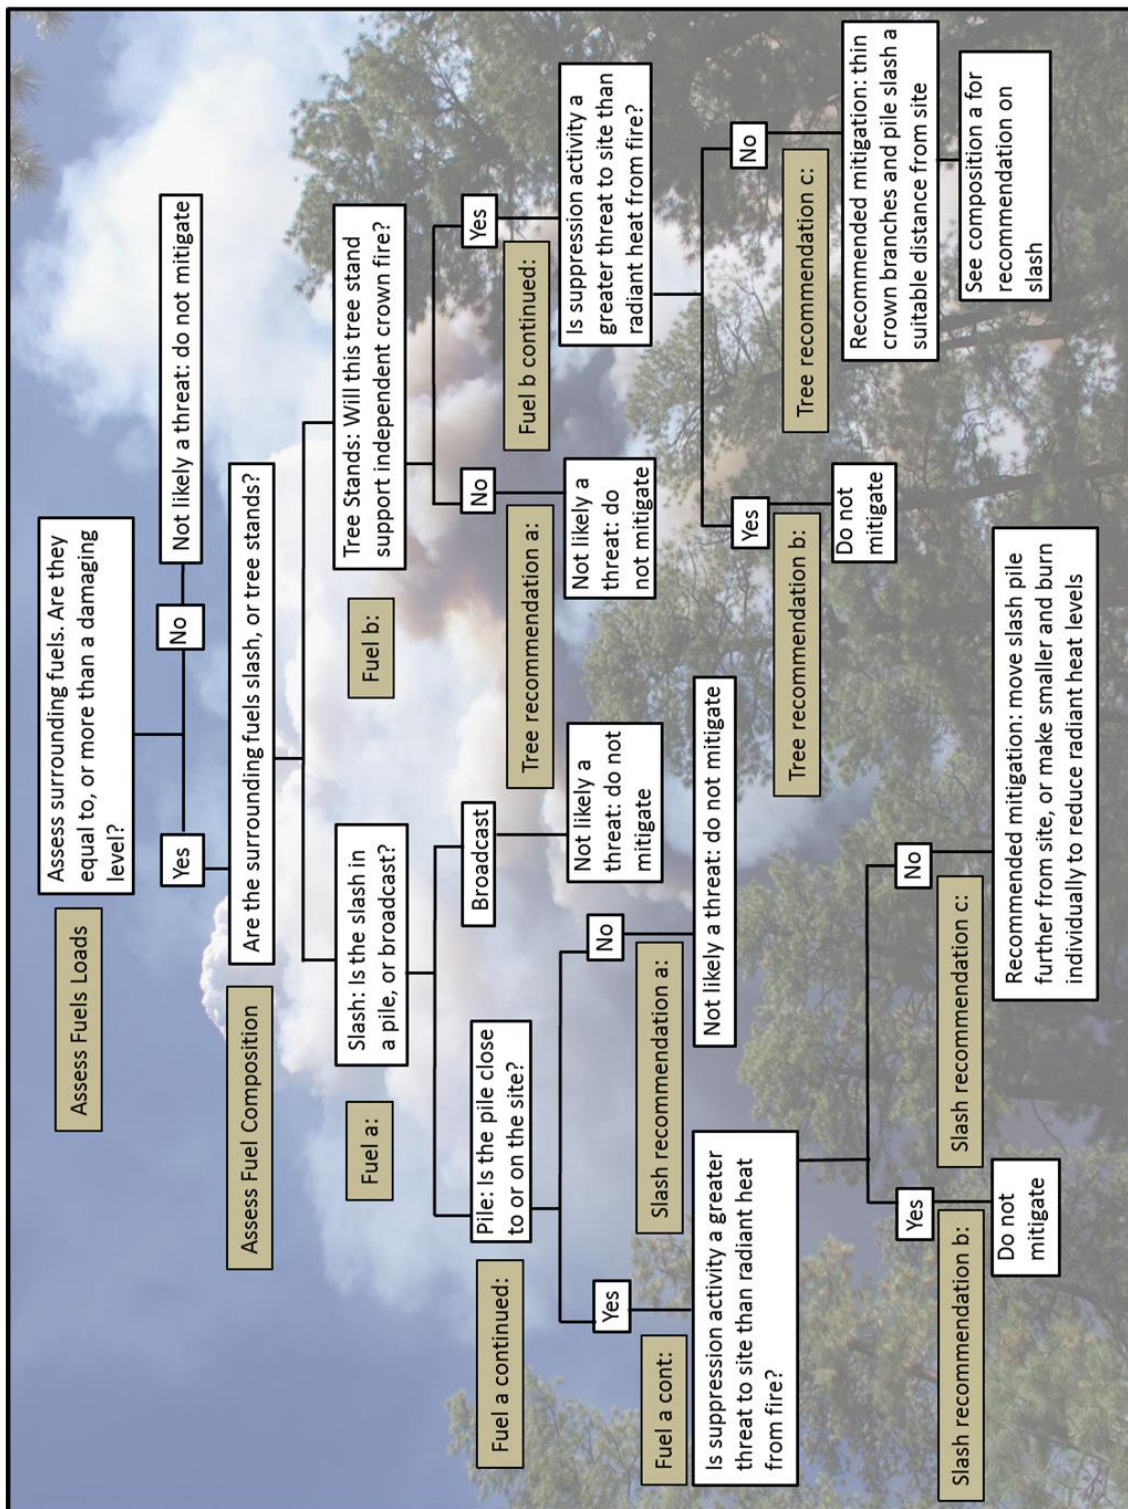 Assess Fuels Loads
Assess surrounding fuels. Are they
equal to, or more than a damaging
level?
Yes
No
Not likely a threat: do not mitigate
Assess Fuel Composition
Are the surrounding fuels slash, or tree stands?
Fuel a:
Slash: Is the slash in
a pile, or broadcast?
Fuel b:
Tree Stands: Will this tree stand
support independent crown fire?
Fuel a continued:
Pile: Is the pile close
to or on the site?
Broadcast
Not likely a
threat: do not
mitigate
No
Tree recommendation a:
Not likely a
threat: do
not mitigate
Yes
Fuel b continued:
Is suppression activity a
greater threat to site than
radiant heat from fire?
Yes
No
Slash recommendation a:
Not likely a threat: do not mitigate
Fuel a cont:
Is suppression activity a greater
threat to site than radiant heat
from fire?
Yes
Tree recommendation b:
Do not
mitigate
No
Tree recommendation c:
Recommended mitigation: thin
crown branches and pile slash a
suitable distance from site
See composition a for
recommendation on
slash
Yes
Slash recommendation b:
Do not
mitigate
No
Slash recommendation c:
Recommended mitigation: move slash pile
further from site, or make smaller and burn
individually to reduce radiant heat levels